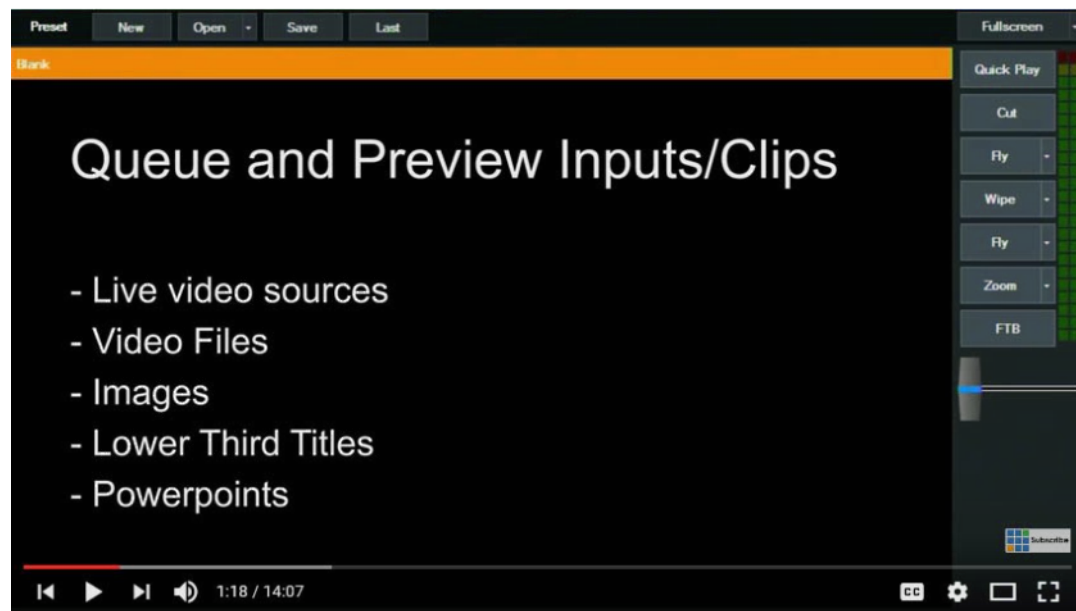 Preset New Open Save Last Fullscreen
Blank
Quick Play
Cut
Fly
Wipe
Fly
Zoom
FTB
Queue and Preview Inputs/Clips
- Live video sources
- Video Files
- Images
- Lower Third Titles
- Powerpoints
Subscribe
1:18 / 14:07
CC